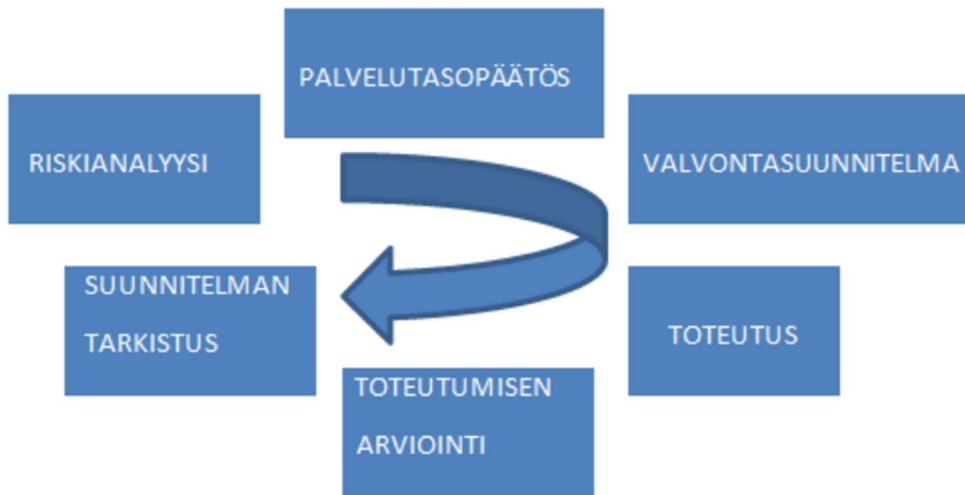 PALVELUTASOPÄÄTÖS
RISKIANALYYSI
VALVONTASUUNNITELMA
SUUNNITELMAN
TARKISTUS
TOTEUTUS
TOTEUTUMISEN
ARVIOINTI